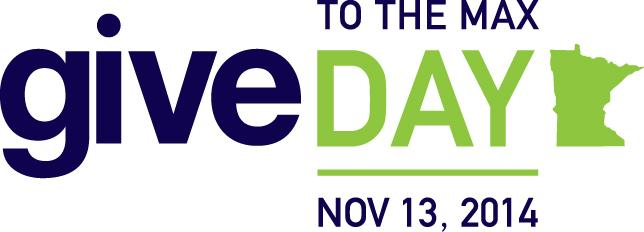 give TO THE MAX
DAY
NOV 13, 2014